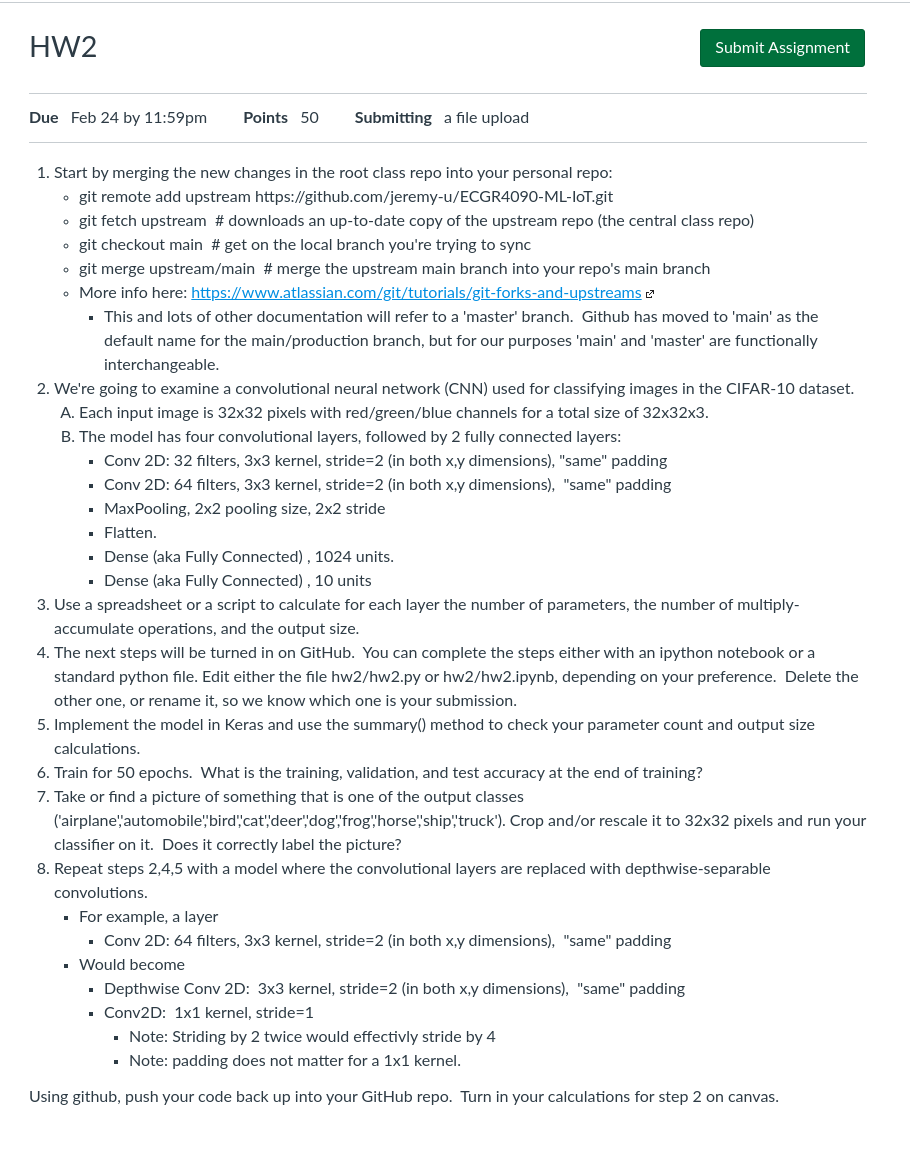 HW2
Submit Assignment
Due Feb 24 by 11:59pm Points 50 Submitting a file upload
1. Start by merging the new changes in the root class repo into your personal repo:
◦ git remote add upstream https://github.com/jeremy-u/ECGR4090-ML-IoT.git
◦ git fetch upstream # downloads an up-to-date copy of the upstream repo (the central class repo)
◦ git checkout main # get on the local branch you're trying to sync
◦ git merge upstream/main # merge the upstream main branch into your repo's main branch
◦ More info here: https://www.atlassian.com/git/tutorials/git-forks-and-upstreams
▪ This and lots of other documentation will refer to a 'master' branch. Github has moved to 'main' as the
default name for the main/production branch, but for our purposes 'main' and 'master' are functionally
interchangeable.
2. We're going to examine a convolutional neural network (CNN) used for classifying images in the CIFAR-10 dataset.
A. Each input image is 32x32 pixels with red/green/blue channels for a total size of 32x32x3.
B. The model has four convolutional layers, followed by 2 fully connected layers:
▪ Conv 2D: 32 filters, 3x3 kernel, stride=2 (in both x,y dimensions), "same" padding
▪ Conv 2D: 64 filters, 3x3 kernel, stride=2 (in both x,y dimensions), "same" padding
▪ MaxPooling, 2x2 pooling size, 2x2 stride
▪ Flatten.
▪ Dense (aka Fully Connected) , 1024 units.
▪ Dense (aka Fully Connected) , 10 units
3. Use a spreadsheet or a script to calculate for each layer the number of parameters, the number of multiply-
accumulate operations, and the output size.
4. The next steps will be turned in on GitHub. You can complete the steps either with an ipython notebook or a
standard python file. Edit either the file hw2/hw2.py or hw2/hw2.ipynb, depending on your preference. Delete the
other one, or rename it, so we know which one is your submission.
5. Implement the model in Keras and use the summary() method to check your parameter count and output size
calculations.
6. Train for 50 epochs. What is the training, validation, and test accuracy at the end of training?
7. Take or find a picture of something that is one of the output classes
('airplane','automobile','bird','cat','deer','dog','frog','horse','ship','truck'). Crop and/or rescale it to 32x32 pixels and run your
classifier on it. Does it correctly label the picture?
8. Repeat steps 2,4,5 with a model where the convolutional layers are replaced with depthwise-separable
convolutions.
▪ For example, a layer
▪ Conv 2D: 64 filters, 3x3 kernel, stride=2 (in both x,y dimensions), "same" padding
▪ Would become
▪ Depthwise Conv 2D: 3x3 kernel, stride=2 (in both x,y dimensions), "same" padding
▪ Conv2D: 1x1 kernel, stride=1
▪ Note: Striding by 2 twice would effectivly stride by 4
▪ Note: padding does not matter for a 1x1 kernel.
Using github, push your code back up into your GitHub repo. Turn in your calculations for step 2 on canvas.